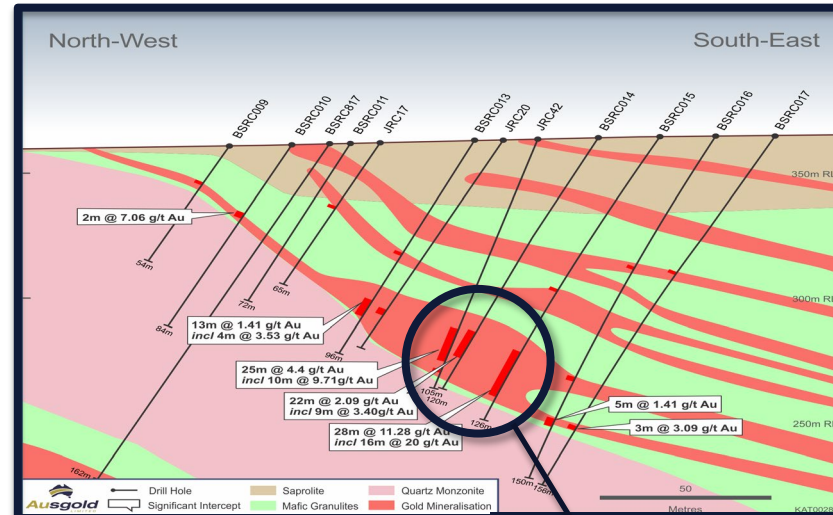 North-West
South-East
BSRC009
BSRC010
BSRC817
BSRC011
JRC17
BSRC013
JRC20
JRC42
BSRC014
BSRC015
BSRC016
BSRC017
350m RL
2m @ 7.06 g/t Au
54m
65m
72m
84m
300m RL
13m @ 1.41 g/t Au
incl 4m @ 3.53 g/t Au
96m
25m @ 4.4 g/t Au
incl 10m @ 9.71g/t Au
105m
120m
22m @ 2.09 g/t Au
incl 9m @ 3.40g/t Au
5m @ 1.41 g/t Au
28m @ 11.28 g/t Au
incl 16m @ 20 g/t Au
126m
3m @ 3.09 g/t Au
250m RL
162m
150m
156m
Ausgold
LIMITED
Drill Hole
Significant Intercept
Saprolite
Mafic Granulites
Quartz Monzonite
Gold Mineralisation
50
Metres
KAT0028